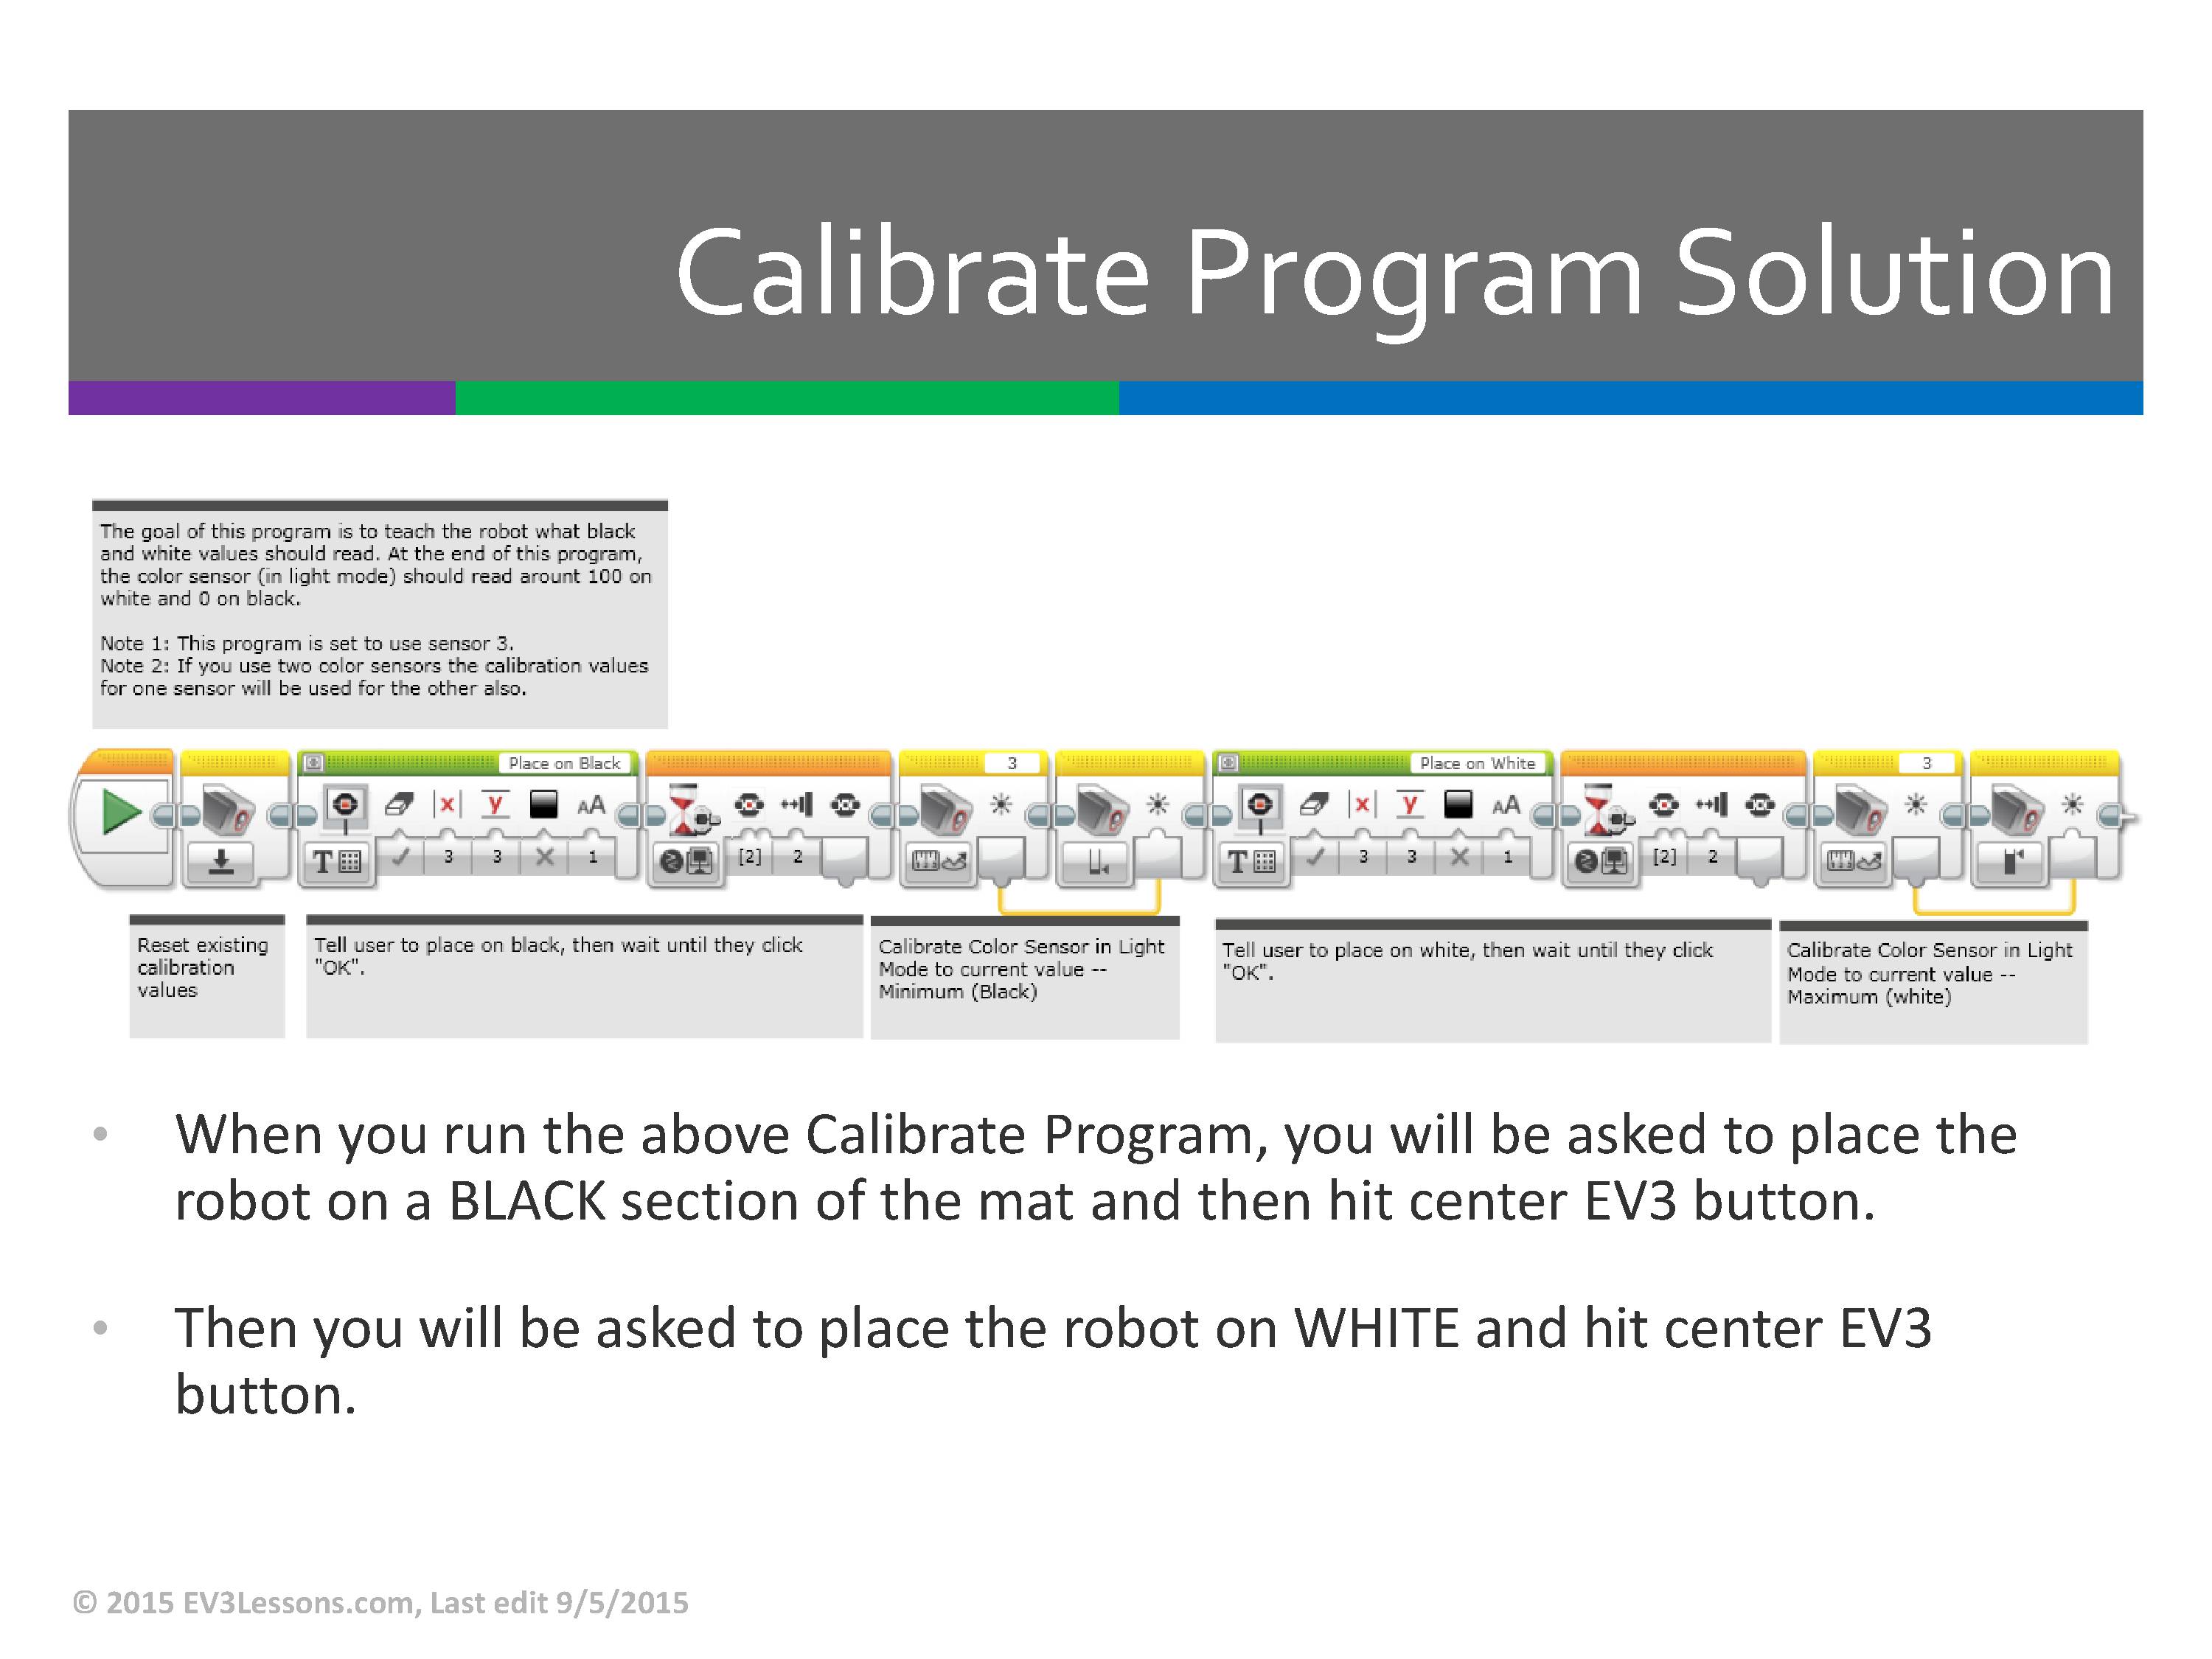 Calibrate Program Solution
The goal of this program is to teach the robot what black
and white values should read. At the end of this program,
the color sensor (in light mode) should read arount 100 on
white and 0 on black.
Note 1: This program is set to use sensor 3.
Note 2: If you use two color sensors the calibration values
for one sensor will be used for the other also.
Place on Black
3
Place on White
3
x y AA
x y AA
T 3 3 1
[2] 2
T 3 3 1
[2] 2
Reset existing
calibration
values
Tell user to place on black, then wait until they click
"OK".
Calibrate Color Sensor in Light
Mode to current value --
Minimum (Black)
Tell user to place on white, then wait until they click
"OK".
Calibrate Color Sensor in Light
Mode to current value --
Maximum (white)
• When you run the above Calibrate Program, you will be asked to place the
robot on a BLACK section of the mat and then hit center EV3 button.
• Then you will be asked to place the robot on WHITE and hit center EV3
button.
© 2015 EV3Lessons.com, Last edit 9/5/2015